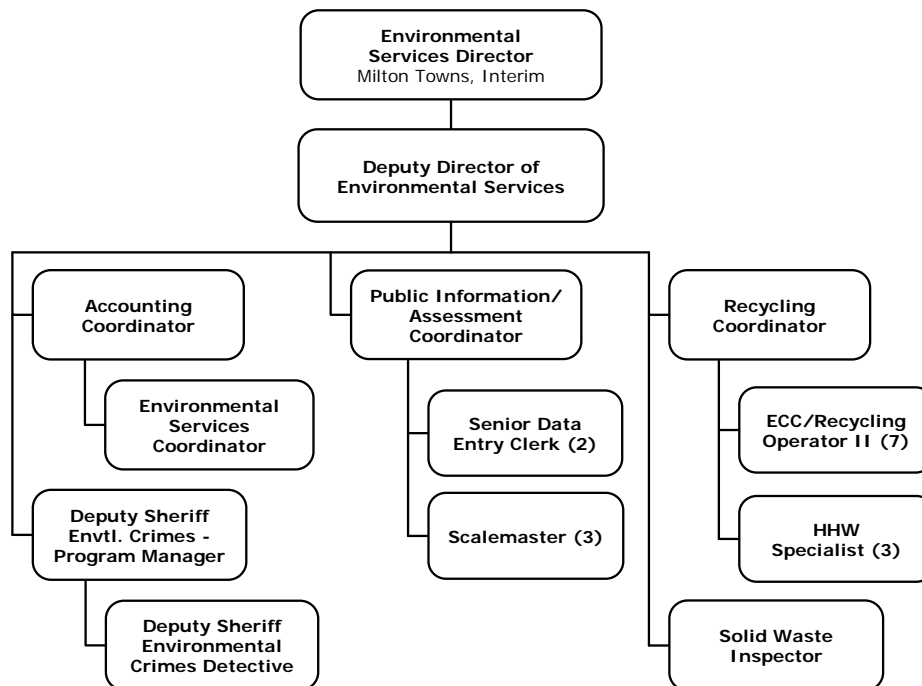 Environmental
Services Director
Milton Towns, Interim
Deputy Director of
Environmental Services
Accounting
Coordinator
Environmental
Services
Coordinator
Deputy Sheriff
Envtl. Crimes -
Program Manager
Deputy Sheriff
Environmental
Crimes Detective
Public Information/
Assessment
Coordinator
Senior Data
Entry Clerk (2)
Scalemaster (3)
Recycling
Coordinator
ECC/Recycling
Operator II (7)
HHW
Specialist (3)
Solid Waste
Inspector